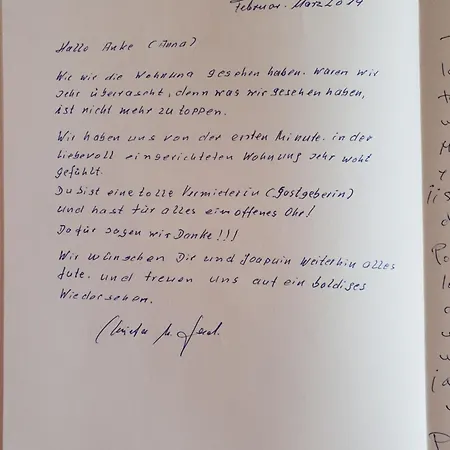 Februar. März 2014
Hallo Anke (Mona)
Wie wir die Wohnung gesehen haben. waren wir
sehr überrascht, denn was wir gesehen haben,
ist nicht mehr zu toppen.
Wir haben uns von der ersten Minute. in der
liebevoll eingerichteten Wohnung sehr wohl
gefühlt.
Du bist eine tolle Vermieterin (Gastgeberin)
und hast für alles ein offenes Ohr!
Dafür sagen wir Danke!!!
Wir wünschen Dir und Joaquin weiterhin alles
Gute. und freuen uns auf ein baldiges
Wiedersehen.